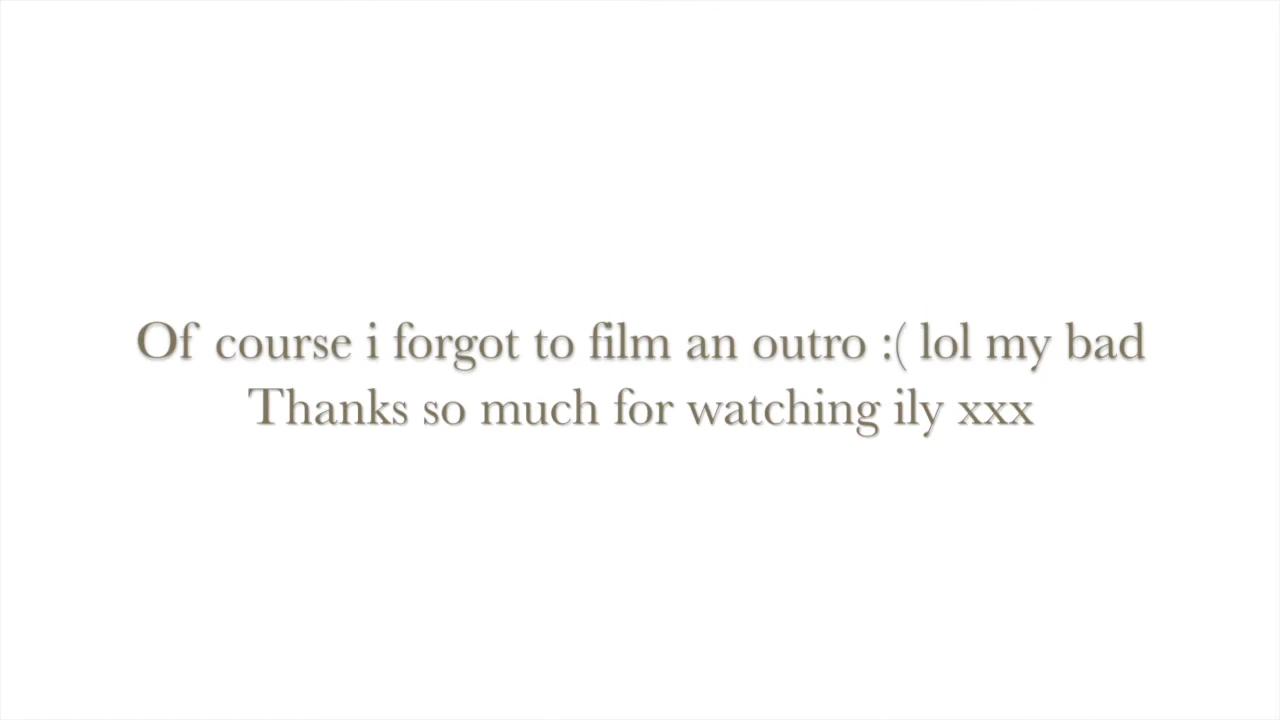 Of course i forgot to film an outro :( lol my bad
Thanks so much for watching ily xxx